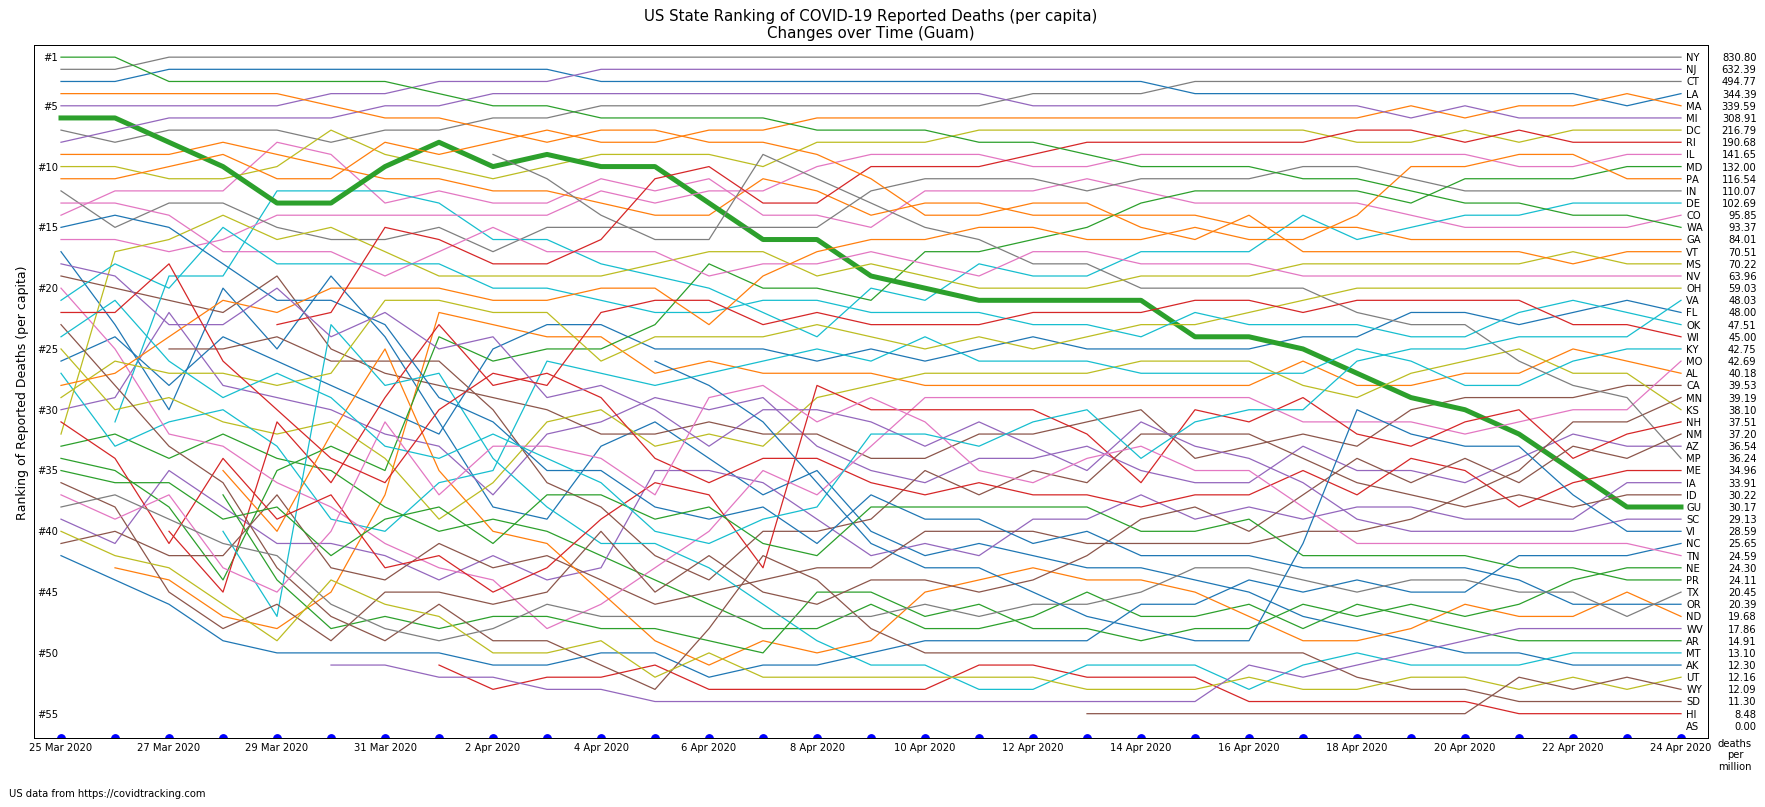 US State Ranking of COVID-19 Reported Deaths (per capita)
Changes over Time (Guam)
Ranking of Reported Deaths (per capita)
#1
#5
#10
#15
#20
#25
#30
#35
#40
#45
#50
#55
NY 830.80
NJ 632.39
CT 494.77
LA 344.39
MA 339.59
MI 308.91
DC 216.79
RI 190.68
IL 141.65
MD 132.00
PA 116.54
IN 110.07
DE 102.69
CO 95.85
WA 93.37
GA 84.01
VT 70.51
MS 70.22
NV 63.96
OH 59.03
VA 48.03
FL 48.00
OK 47.51
WI 45.00
KY 42.75
MO 42.69
AL 40.18
CA 39.53
MN 39.19
KS 38.10
NH 37.51
NM 37.20
AZ 36.54
MP 36.24
ME 34.96
IA 33.91
ID 30.22
GU 30.17
SC 29.13
VI 28.59
NC 25.65
TN 24.59
NE 24.30
PR 24.11
TX 20.45
OR 20.39
ND 19.68
WV 17.86
AR 14.91
MT 13.10
AK 12.30
UT 12.16
WY 12.09
SD 11.30
HI 8.48
AS 0.00
25 Mar 2020 27 Mar 2020 29 Mar 2020 31 Mar 2020 2 Apr 2020 4 Apr 2020 6 Apr 2020 8 Apr 2020 10 Apr 2020 12 Apr 2020 14 Apr 2020 16 Apr 2020 18 Apr 2020 20 Apr 2020 22 Apr 2020 24 Apr 2020
deaths
per
million
US data from https://covidtracking.com